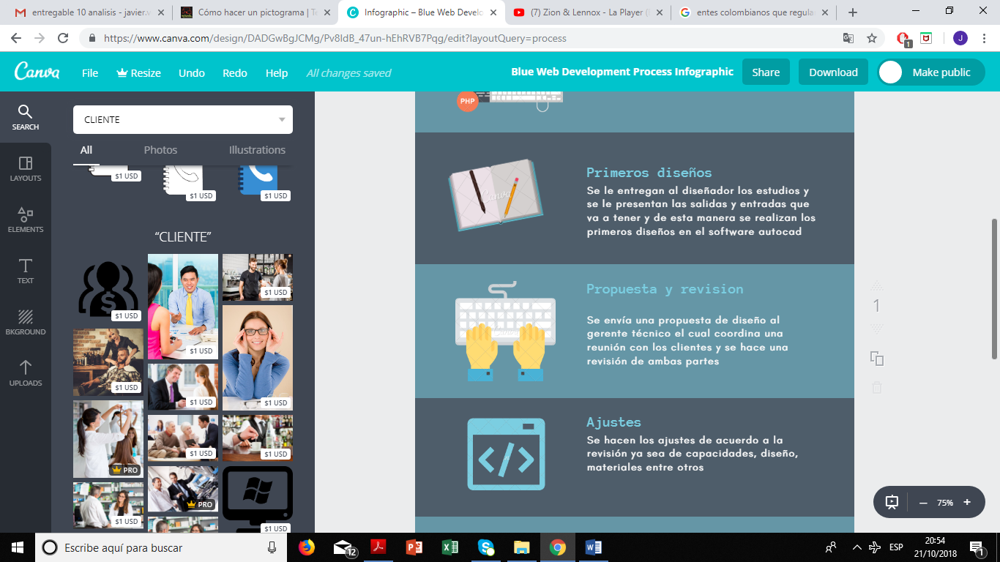 entregable 10 analisis - javier.v
Cómo hacer un pictograma | Te
Infographic – Blue Web Develo
(7) Zion & Lennox - La Player (
entes colombianos que regula
https://www.canva.com/design/DADGwBgJCMg/Pv8IdB_47un-hEhRVB7Pqg/edit?layoutQuery=process
1
J
Canva
File
Resize
Undo
Redo
Help
All changes saved
Blue Web Development Process Infographic
Share
Download
Make public
SEARCH
LAYOUTS
ELEMENTS
TEXT
BKGROUND
UPLOADS
CLIENTE
All
Photos
Illustrations
$1 USD
$1 USD
$1 USD
“CLIENTE”
$1 USD
$1 USD
$1 USD
$1 USD
$1 USD
$1 USD
$1 USD
$1 USD
PRO
PRO
$1 USD
$1 USD
PHP
Primeros diseños
Se le entregan al diseñador los estudios y
se le presentan las salidas y entradas que
va a tener y de esta manera se realizan los
primeros diseños en el software autocad
Canva
Propuesta y revision
Se envía una propuesta de diseño al
gerente técnico el cual coordina una
reunión con los clientes y se hace una
revisión de ambas partes
Ajustes
Se hacen los ajustes de acuerdo a la
revisión ya sea de capacidades, diseño,
materiales entre otros
</>
1
75%
Escribe aquí para buscar
12
ESP
20:54
21/10/2018
1